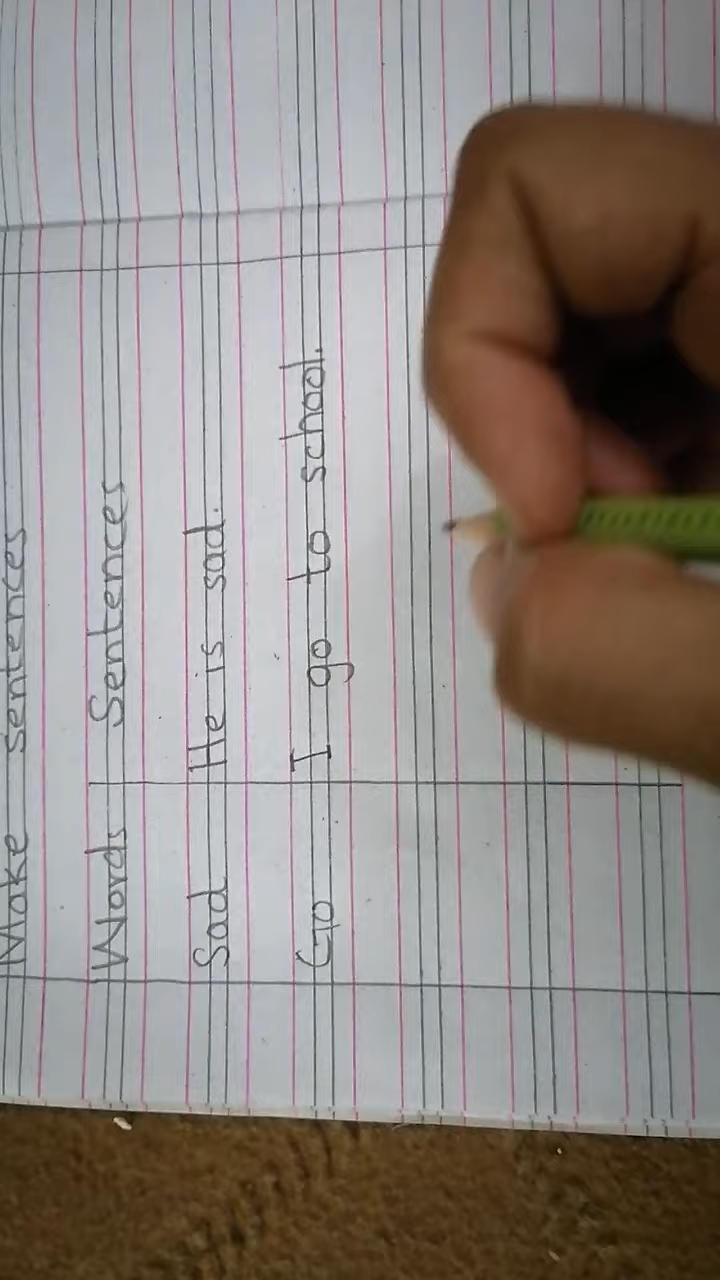 Make sentences
Words Sentences
Sad He is sad.
Go I go to school.